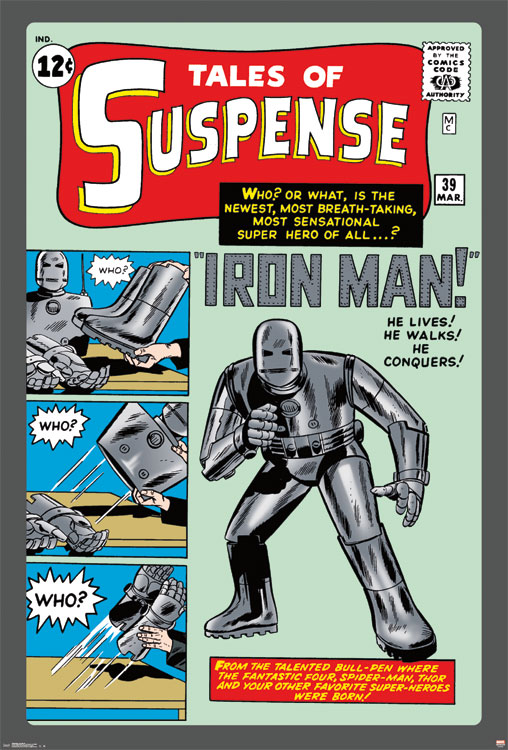 IND.
12¢
TALES OF
SUSPENSE
APPROVED
BY THE
COMICS
CODE
CA
AUTHORITY
M
C
39
MAR.
WHO? OR WHAT, IS THE
NEWEST, MOST BREATH-TAKING,
MOST SENSATIONAL
SUPER HERO OF ALL...?
"IRON MAN!"
HE LIVES!
HE WALKS!
HE
CONQUERS!
WHO?
WHO?
WHO?
FROM THE TALENTED BULL-PEN WHERE
THE FANTASTIC FOUR, SPIDER-MAN, THOR
AND YOUR OTHER FAVORITE SUPER-HEROES
WERE BORN!
MARVEL